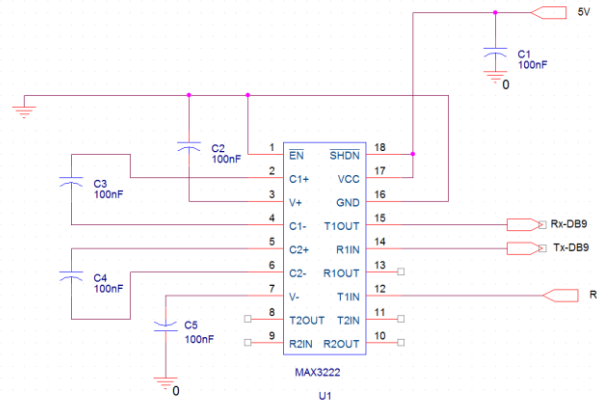 5V
C1
100nF
0
C2
100nF
1 EN SHDN 18
2 C1+ VCC 17
3 V+ GND 16
4 C1- T1OUT 15 Rx-DB9
5 C2+ R1IN 14 Tx-DB9
6 C2- R1OUT 13
7 V- T1IN 12 R
8 T2OUT T2IN 11
9 R2IN R2OUT 10
C3
100nF
C4
100nF
C5
100nF
0
MAX3222
U1